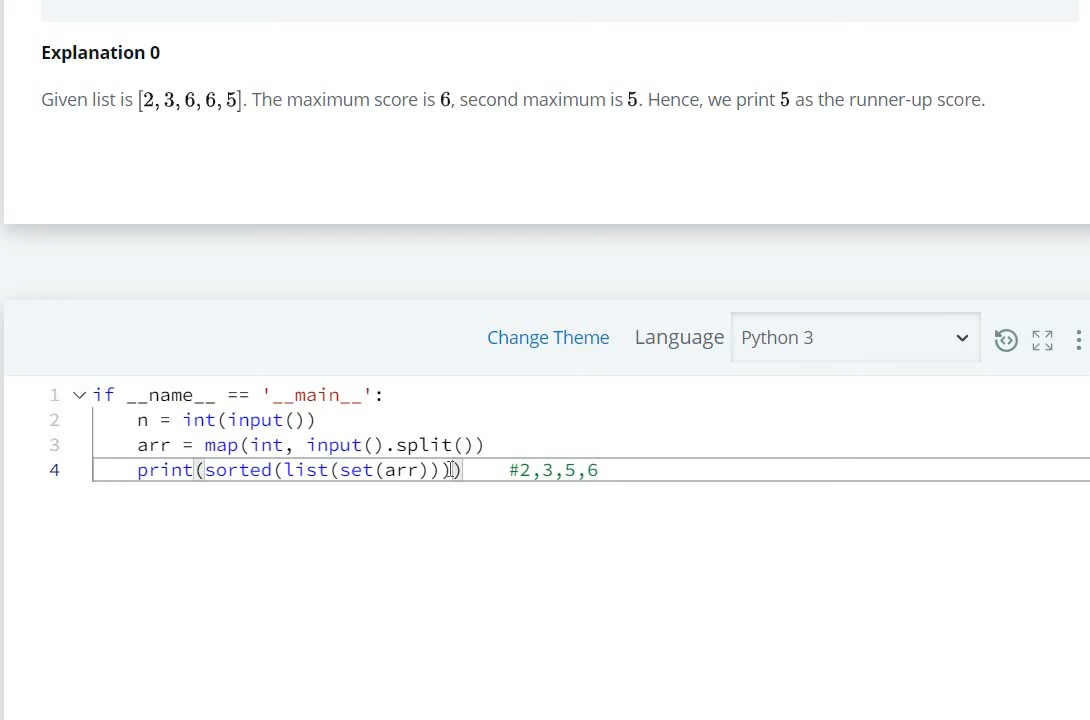 Explanation 0
Given list is [2, 3, 6, 6, 5]. The maximum score is 6, second maximum is 5. Hence, we print 5 as the runner-up score.
Change Theme Language Python 3
1 if __name__ == '__main__':
2 n = int(input())
3 arr = map(int, input().split())
4 print(sorted(list(set(arr)))) #2,3,5,6